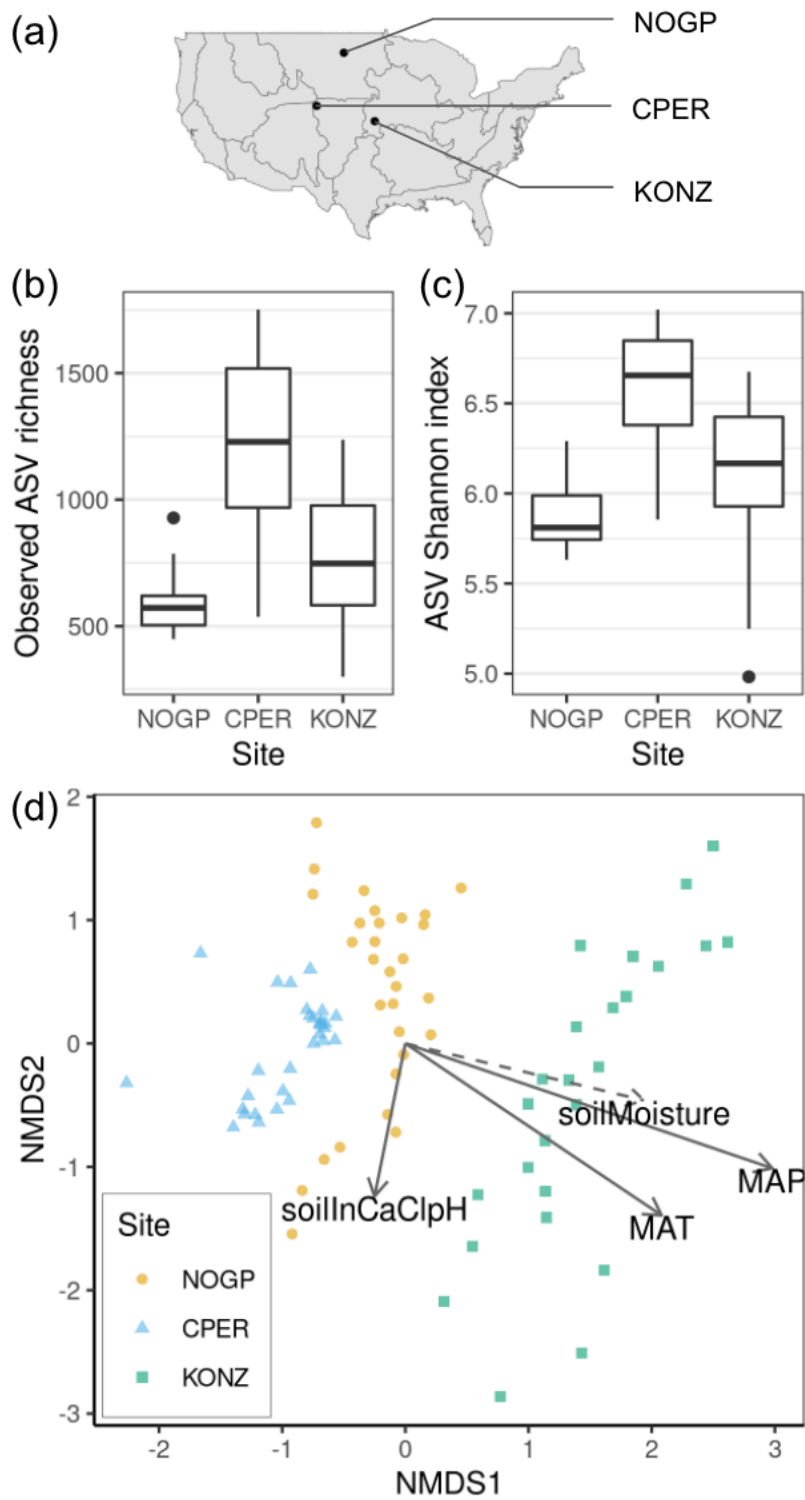 (a)
NOGP
CPER
KONZ
(b)
(c)
Observed ASV richness
1500
1000
500
NOGP CPER KONZ
Site
ASV Shannon index
7.0
6.5
6.0
5.5
5.0
NOGP CPER KONZ
Site
(d)
NMDS2
2
1
0
-1
-2
-3
soilMoisture
MAP
soilInCaClpH
MAT
Site
NOGP
CPER
KONZ
-2 -1 0 1 2 3
NMDS1